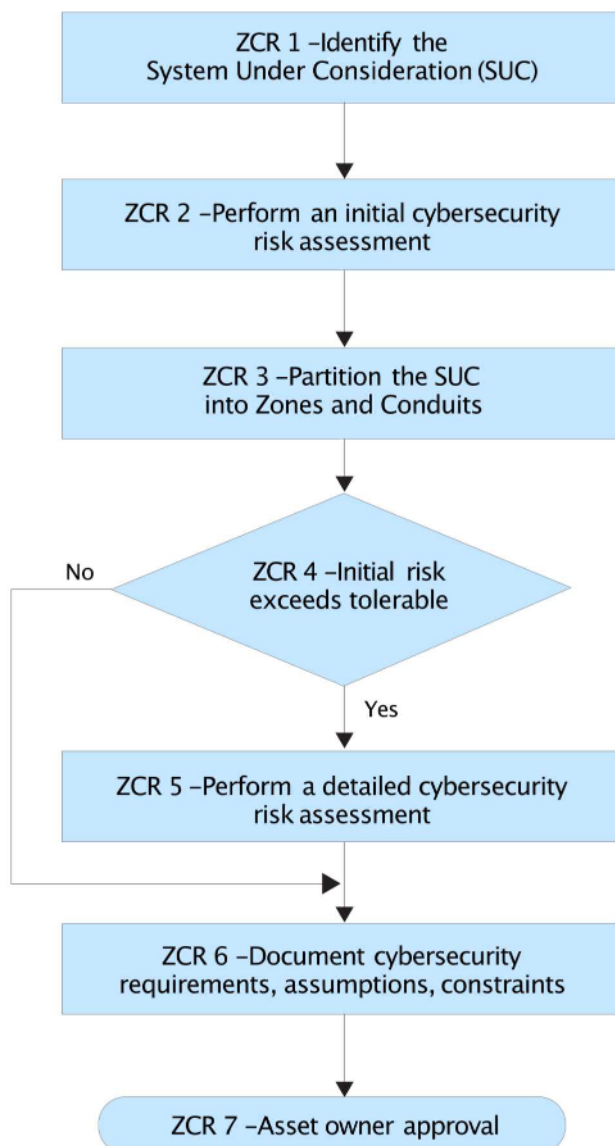 ZCR 1 –Identify the
System Under Consideration (SUC)
ZCR 2 –Perform an initial cybersecurity
risk assessment
ZCR 3 –Partition the SUC
into Zones and Conduits
No
ZCR 4 –Initial risk
exceeds tolerable
Yes
ZCR 5 –Perform a detailed cybersecurity
risk assessment
ZCR 6 –Document cybersecurity
requirements, assumptions, constraints
ZCR 7 –Asset owner approval